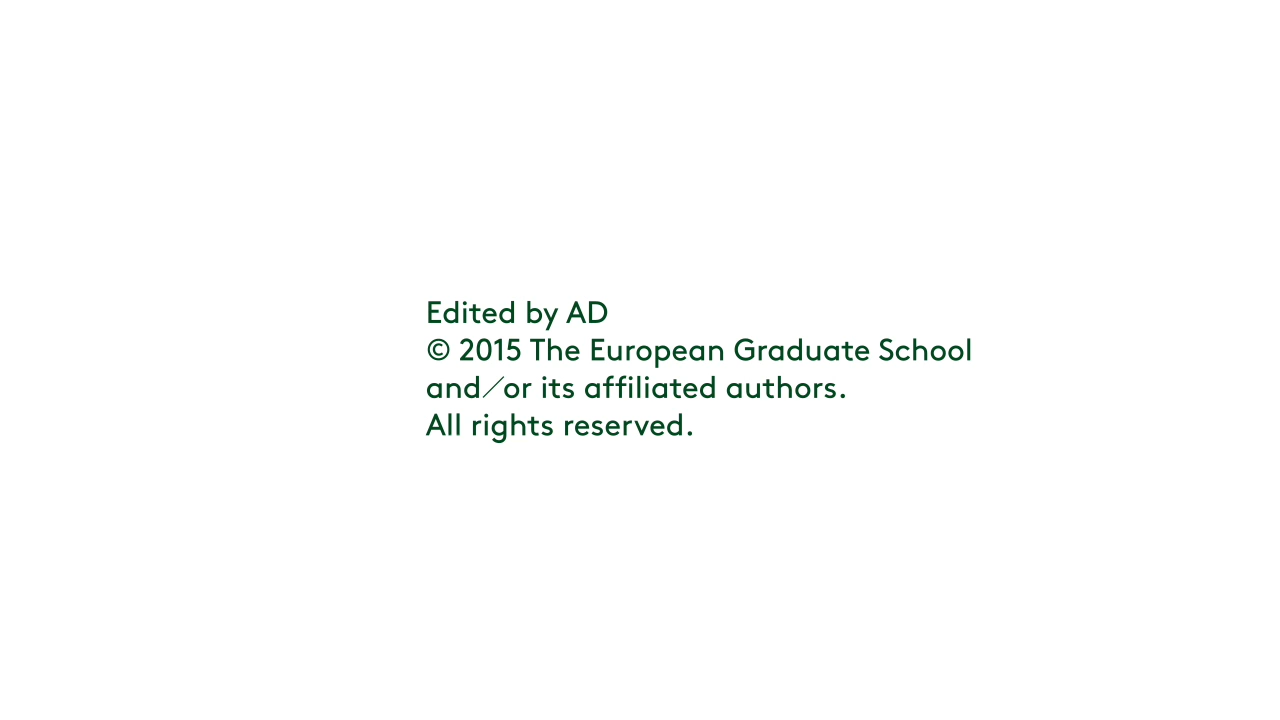 Edited by AD
© 2015 The European Graduate School
and/or its affiliated authors.
All rights reserved.